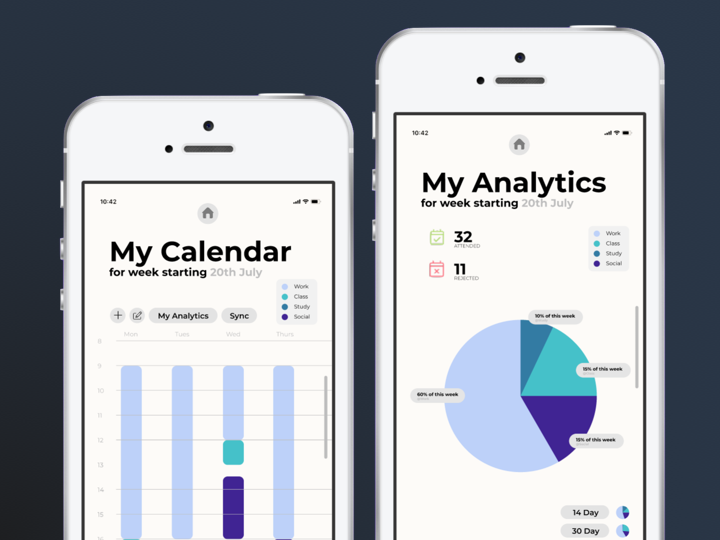 10:42
My Calendar
for week starting 20th July
Work
Class
Study
Social
My Analytics
Sync
Mon Tues Wed Thurs
8
9
10
11
12
13
14
15
10:42
My Analytics
for week starting 20th July
32
ATTENDED
11
REJECTED
Work
Class
Study
Social
10% of this week
15% of this week
60% of this week
15% of this week
14 Day
30 Day